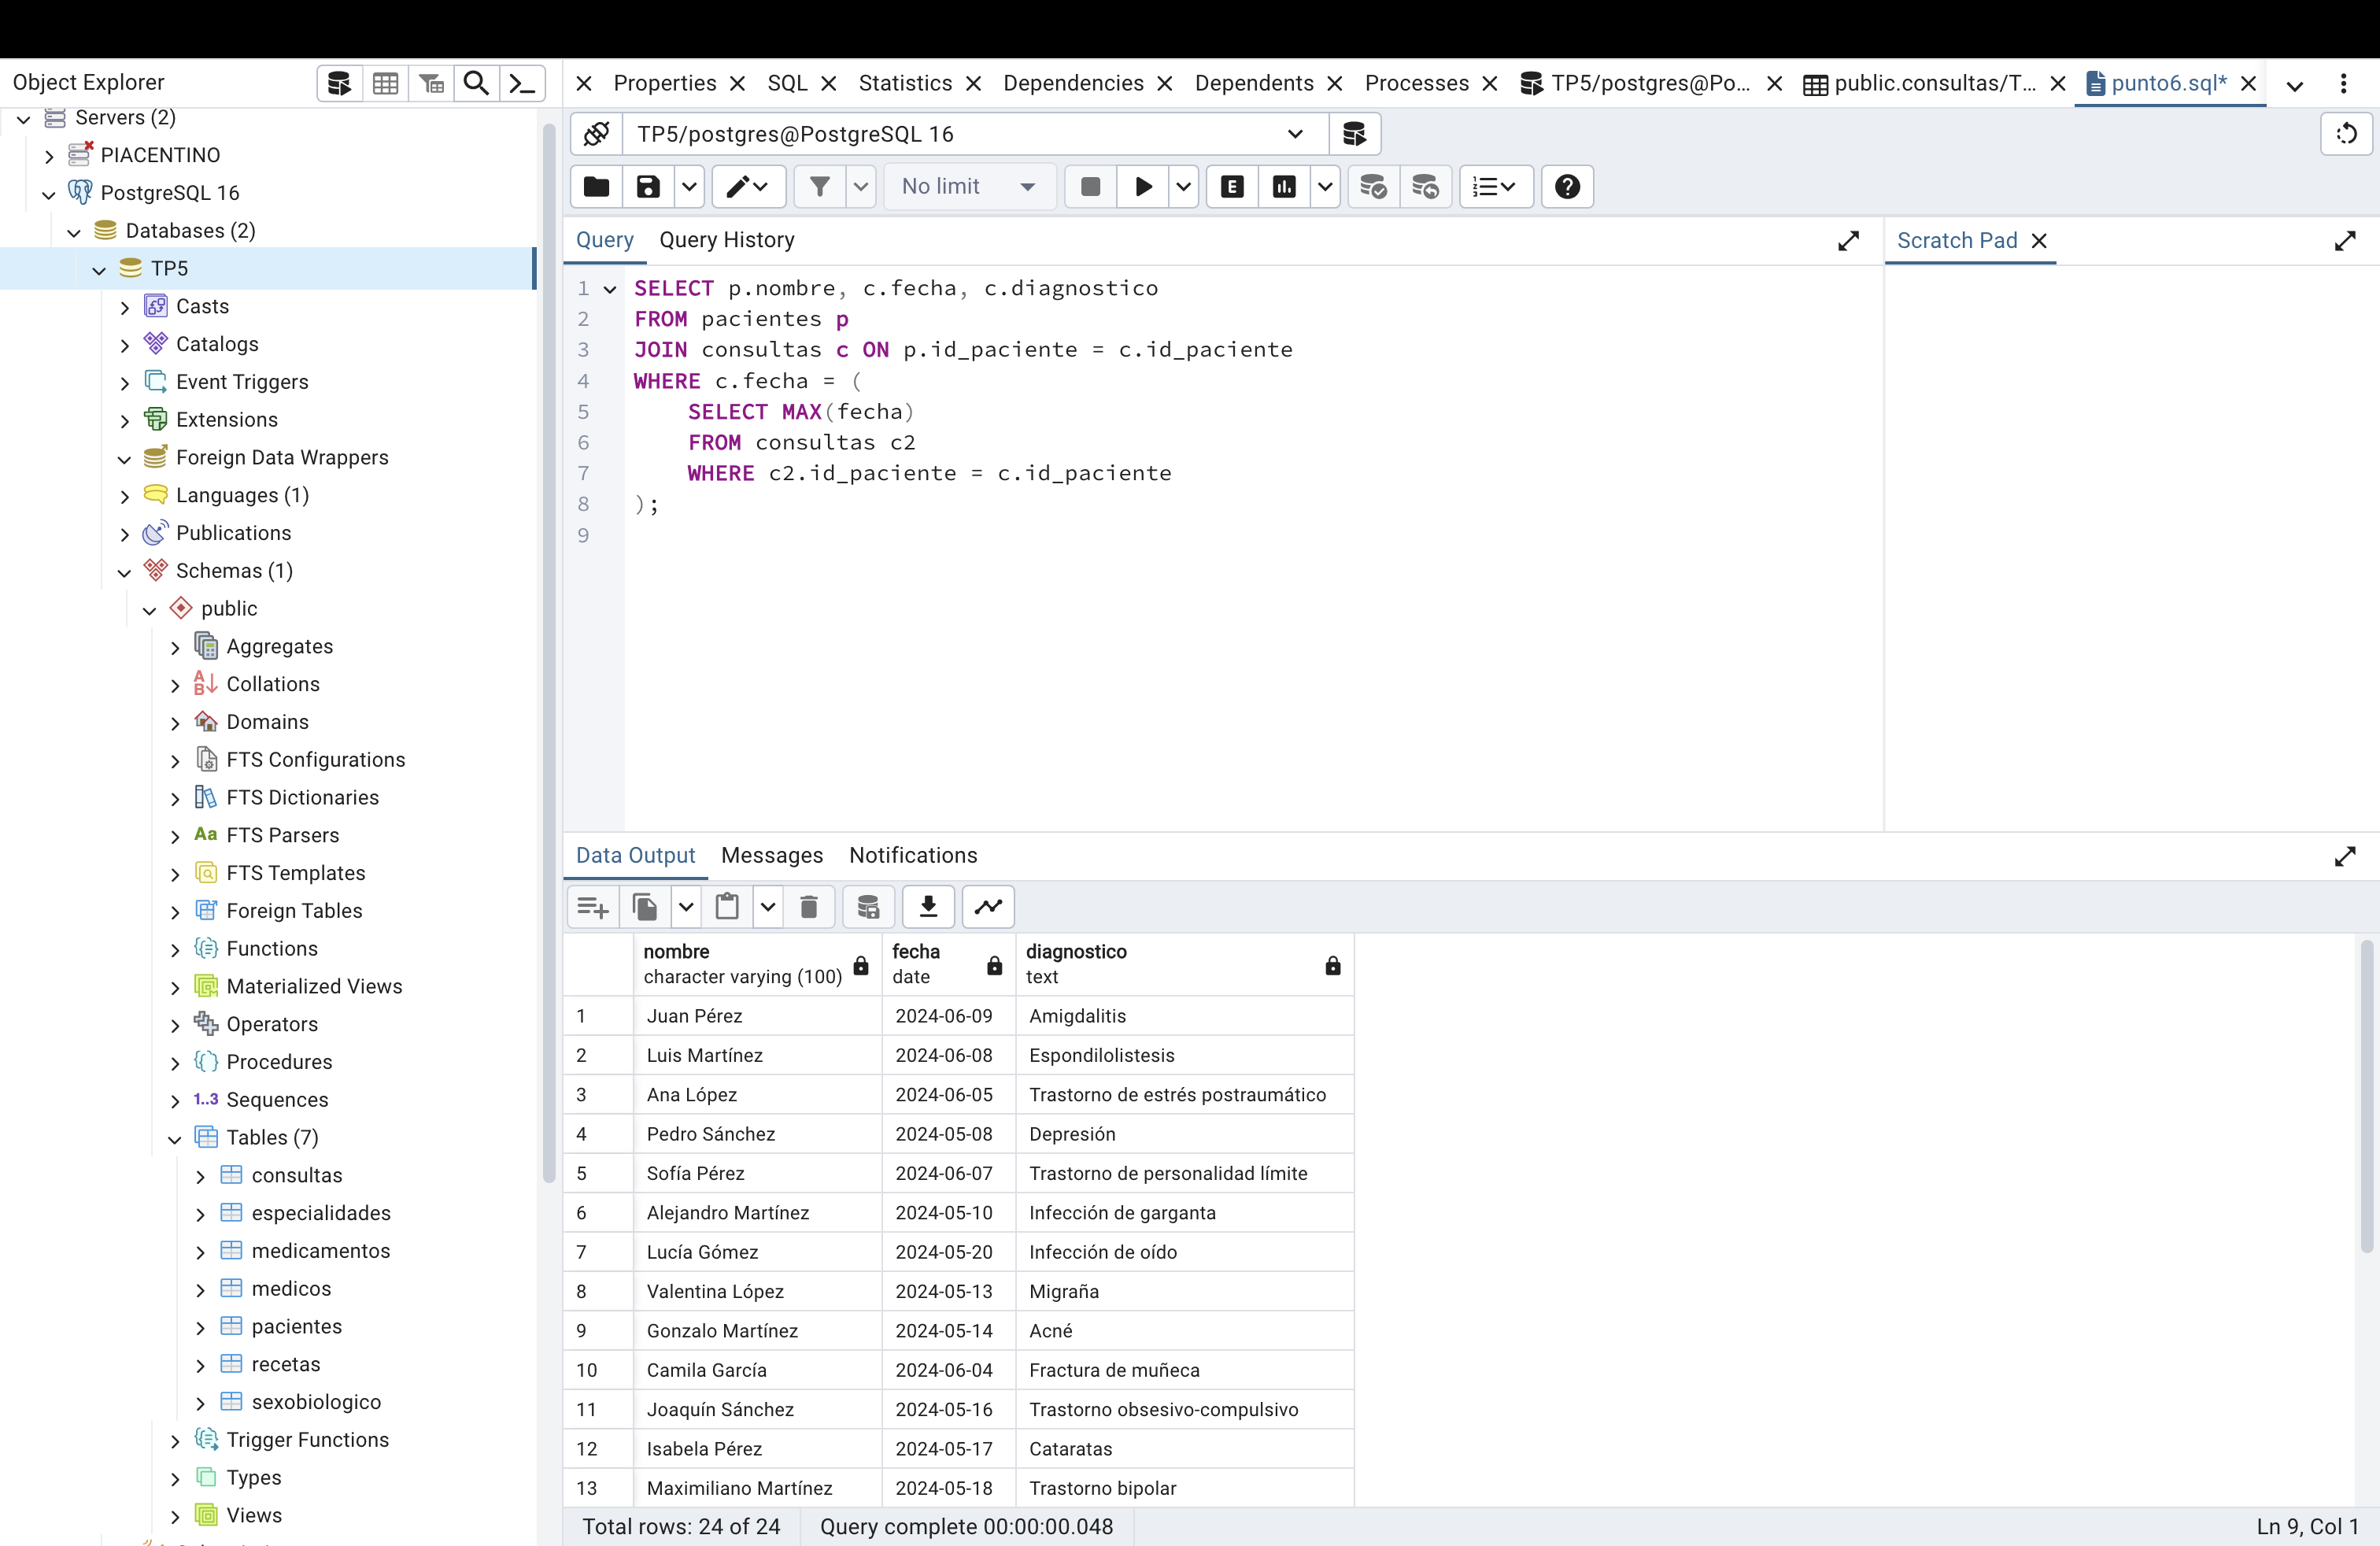 Object Explorer
Servers (2)
PIACENTINO
PostgreSQL 16
Databases (2)
TP5
Casts
Catalogs
Event Triggers
Extensions
Foreign Data Wrappers
Languages (1)
Publications
Schemas (1)
public
Aggregates
Collations
Domains
FTS Configurations
FTS Dictionaries
Aa FTS Parsers
FTS Templates
Foreign Tables
Functions
Materialized Views
Operators
Procedures
1..3 Sequences
Tables (7)
consultas
especialidades
medicamentos
medicos
pacientes
recetas
sexobiologico
Trigger Functions
Types
Views
Properties SQL Statistics Dependencies Dependents Processes TP5/postgres@Po... public.consultas/T... punto6.sql*
TP5/postgres@PostgreSQL 16
No limit E
Query Query History
Scratch Pad
1 SELECT p.nombre, c.fecha, c.diagnostico
2 FROM pacientes p
3 JOIN consultas c ON p.id_paciente = c.id_paciente
4 WHERE c.fecha = (
5 SELECT MAX(fecha)
6 FROM consultas c2
7 WHERE c2.id_paciente = c.id_paciente
8 );
9
Data Output Messages Notifications
nombre fecha diagnostico
character varying (100) date text
1 Juan Pérez 2024-06-09 Amigdalitis
2 Luis Martínez 2024-06-08 Espondilolistesis
3 Ana López 2024-06-05 Trastorno de estrés postraumático
4 Pedro Sánchez 2024-05-08 Depresión
5 Sofía Pérez 2024-06-07 Trastorno de personalidad límite
6 Alejandro Martínez 2024-05-10 Infección de garganta
7 Lucía Gómez 2024-05-20 Infección de oído
8 Valentina López 2024-05-13 Migraña
9 Gonzalo Martínez 2024-05-14 Acné
10 Camila García 2024-06-04 Fractura de muñeca
11 Joaquín Sánchez 2024-05-16 Trastorno obsesivo-compulsivo
12 Isabela Pérez 2024-05-17 Cataratas
13 Maximiliano Martínez 2024-05-18 Trastorno bipolar
Total rows: 24 of 24 Query complete 00:00:00.048
Ln 9, Col 1